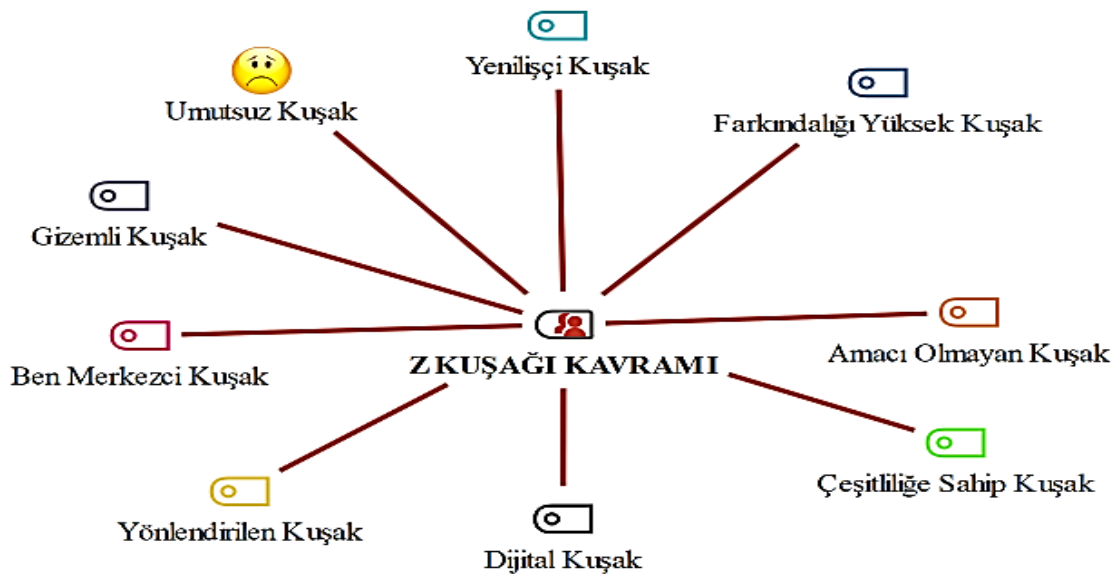 Yenilişçi Kuşak
Umutsuz Kuşak
Farkındalığı Yüksek Kuşak
Gizemli Kuşak
Ben Merkezci Kuşak
Z KUŞAĞI KAVRAMI
Amacı Olmayan Kuşak
Çeşitliliğe Sahip Kuşak
Yönlendirilen Kuşak
Dijital Kuşak